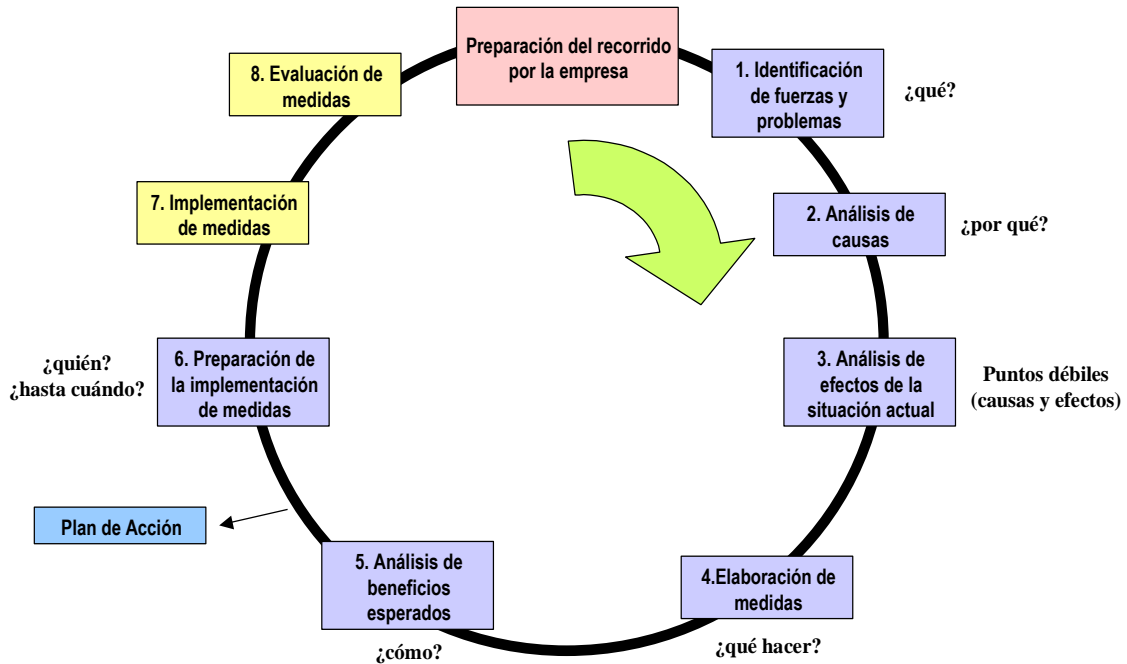 Preparación del recorrido
por la empresa
1. Identificación
de fuerzas y
problemas
¿qué?
2. Análisis de
causas
¿por qué?
3. Análisis de
efectos de la
situación actual
Puntos débiles
(causas y efectos)
4.Elaboración de
medidas
¿qué hacer?
5. Análisis de
beneficios
esperados
¿cómo?
Plan de Acción
6. Preparación de
la implementación
de medidas
¿quién?
¿hasta cuándo?
7. Implementación
de medidas
8. Evaluación de
medidas